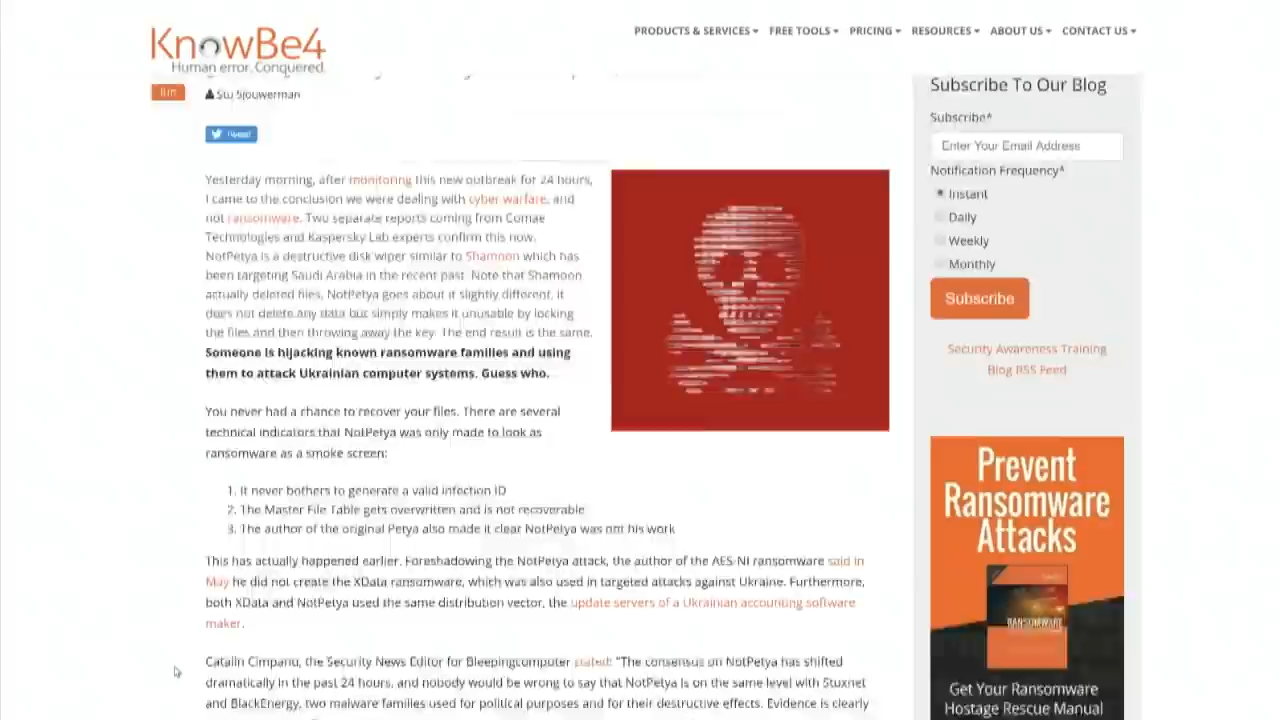 KnowBe4
Human error. Conquered.
PRODUCTS & SERVICES
FREE TOOLS
PRICING
RESOURCES
ABOUT US
CONTACT US
Jun
Stu Sjouwerman
Tweet
Yesterday morning, after monitoring this new outbreak for 24 hours,
I came to the conclusion we were dealing with cyber warfare, and
not ransomware. Two separate reports coming from Comae
Technologies and Kaspersky Lab experts confirm this now.
NotPetya is a destructive disk wiper similar to Shamoon which has
been targeting Saudi Arabia in the recent past. Note that Shamoon
actually deleted files, NotPetya goes about it slightly different, it
does not delete any data but simply makes it unusable by locking
the files and then throwing away the key. The end result is the same.
Someone is hijacking known ransomware families and using
them to attack Ukrainian computer systems. Guess who.
You never had a chance to recover your files. There are several
technical indicators that NotPetya was only made to look as
ransomware as a smoke screen:
1. It never bothers to generate a valid infection ID
2. The Master File Table gets overwritten and is not recoverable
3. The author of the original Petya also made it clear NotPetya was not his work
This has actually happened earlier. Foreshadowing the NotPetya attack, the author of the AES-NI ransomware said in
May he did not create the XData ransomware, which was also used in targeted attacks against Ukraine. Furthermore,
both XData and NotPetya used the same distribution vector, the update servers of a Ukrainian accounting software
maker.
Catalin Cimpanu, the Security News Editor for Bleepingcomputer stated: "The consensus on NotPetya has shifted
dramatically in the past 24 hours, and nobody would be wrong to say that NotPetya is on the same level with Stuxnet
and BlackEnergy, two malware families used for political purposes and for their destructive effects. Evidence is clearly
Subscribe To Our Blog
Subscribe*
Enter Your Email Address
Notification Frequency*
Instant
Daily
Weekly
Monthly
Subscribe
Security Awareness Training
Blog RSS Feed
Prevent
Ransomware
Attacks
RANSOMWARE
Get Your Ransomware
Hostage Rescue Manual